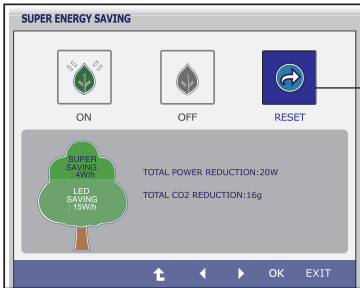 SUPER ENERGY SAVING
ON
OFF
RESET
SUPER
SAVING
: 4W/h
LED
SAVING
: 15W/h
TOTAL POWER REDUCTION:20W
TOTAL CO2 REDUCTION:16g
OK
EXIT